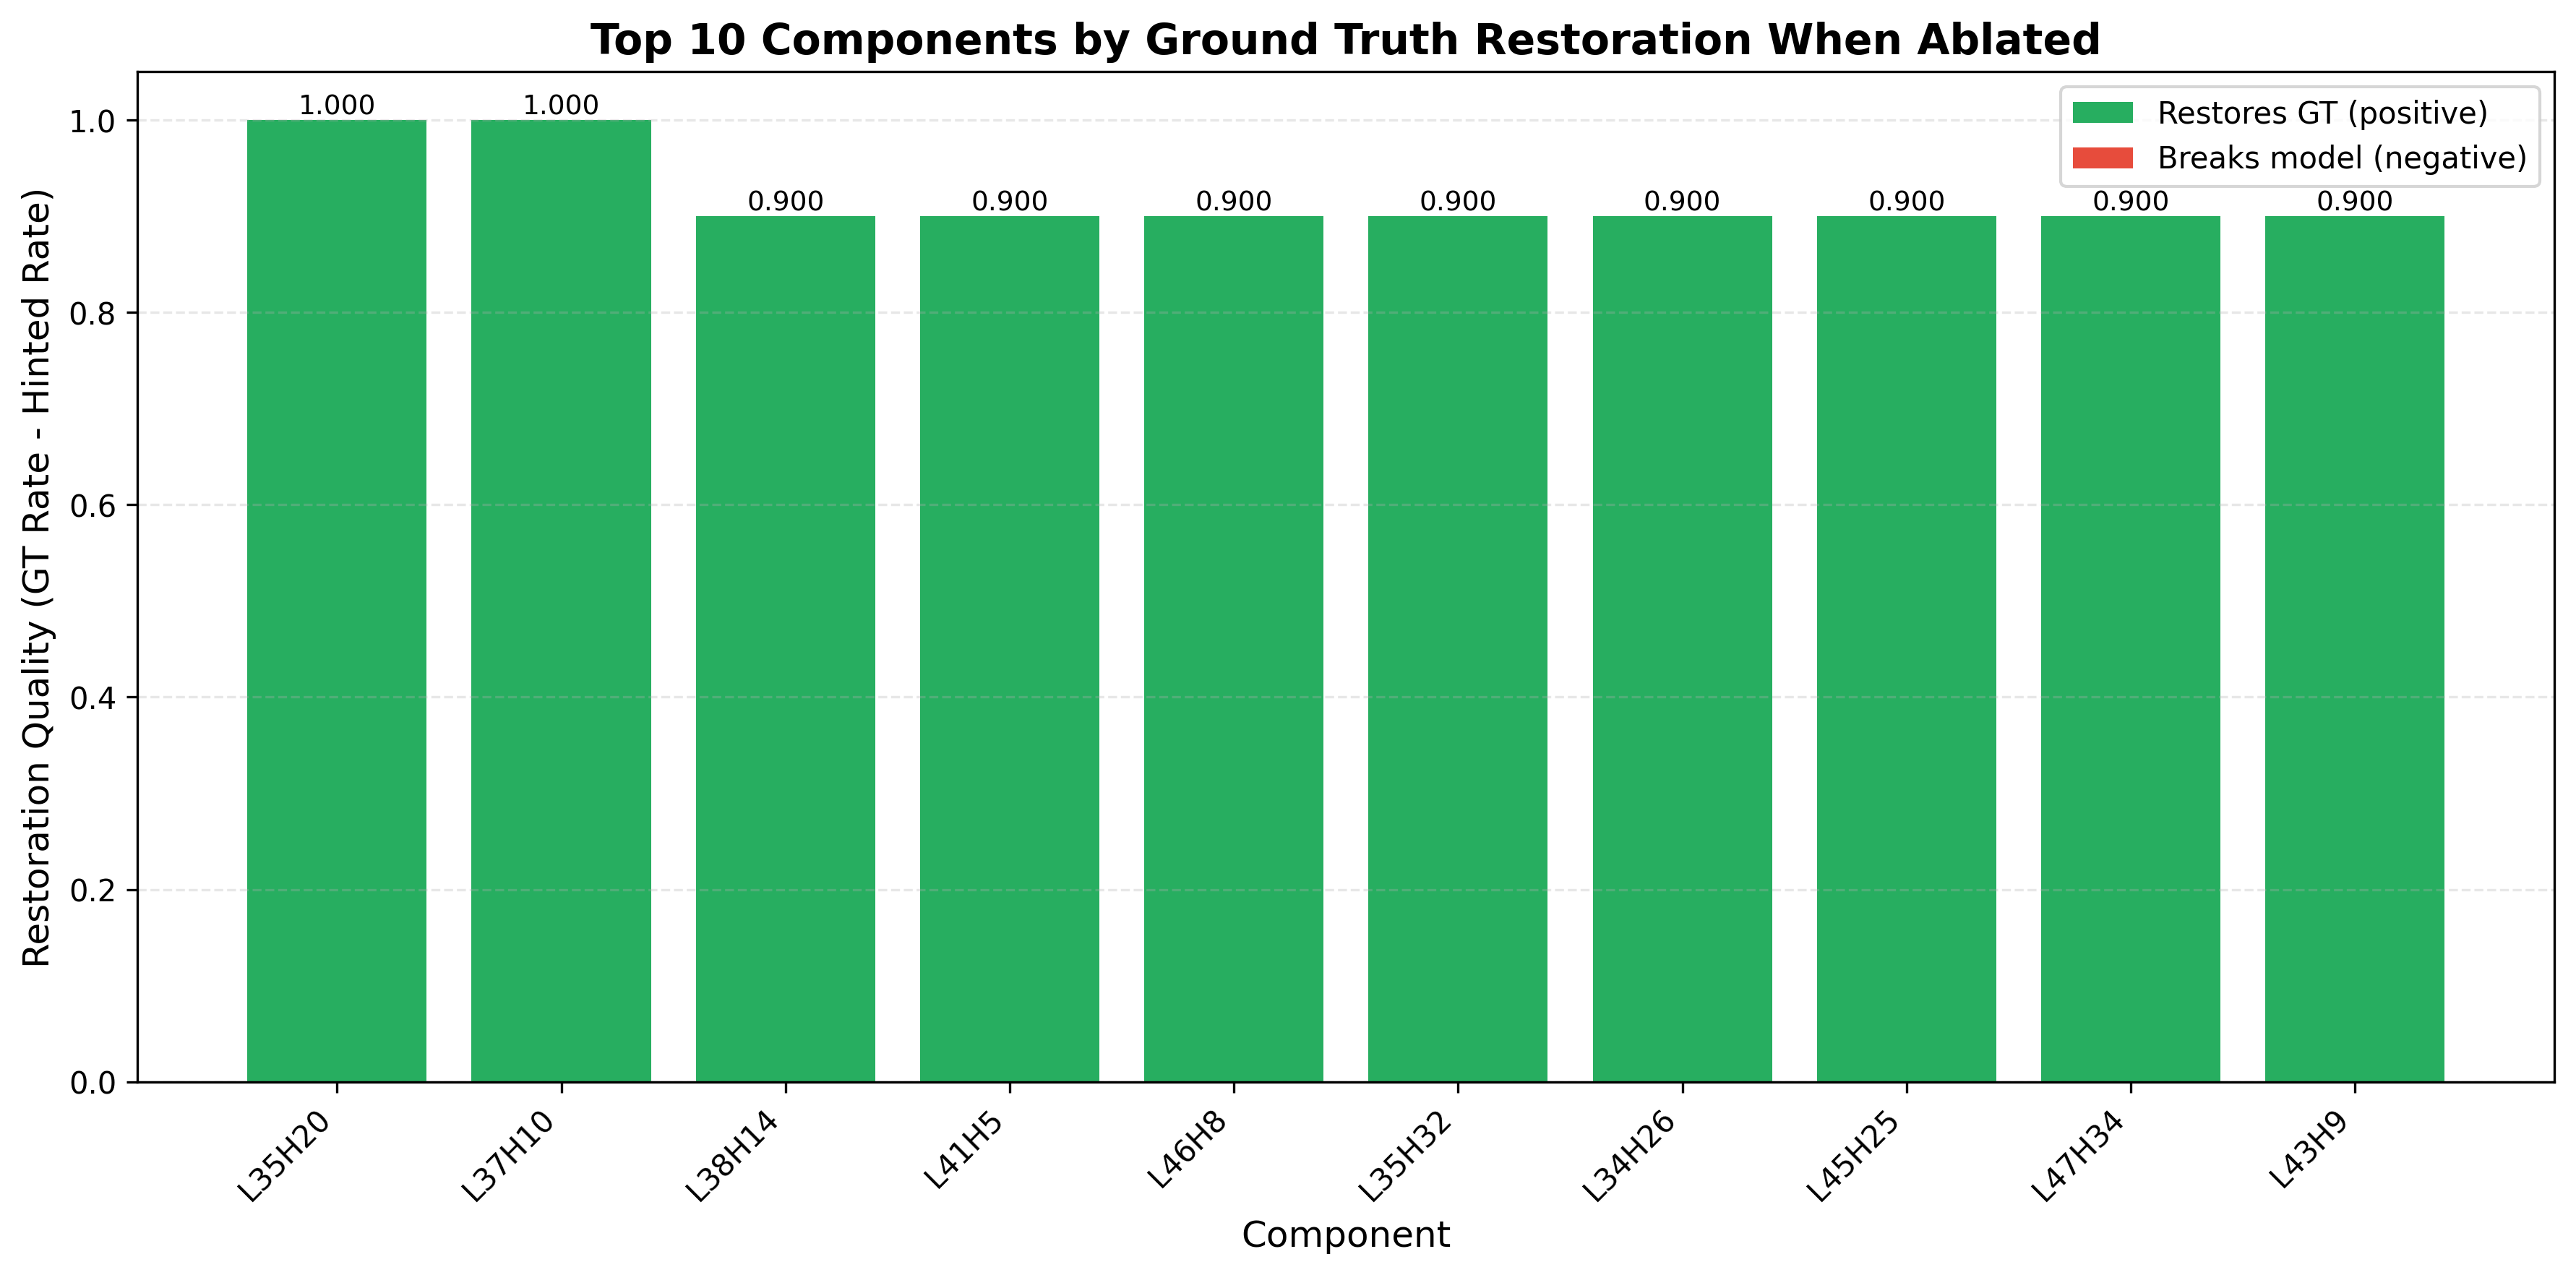 Top 10 Components by Ground Truth Restoration When Ablated
Restoration Quality (GT Rate - Hinted Rate)
1.0
0.8
0.6
0.4
0.2
0.0
1.000
1.000
0.900
0.900
0.900
0.900
0.900
0.900
0.900
0.900
Restores GT (positive)
Breaks model (negative)
L35H20
L37H10
L38H14
L41H5
L46H8
L35H32
L34H26
L45H25
L47H34
L43H9
Component